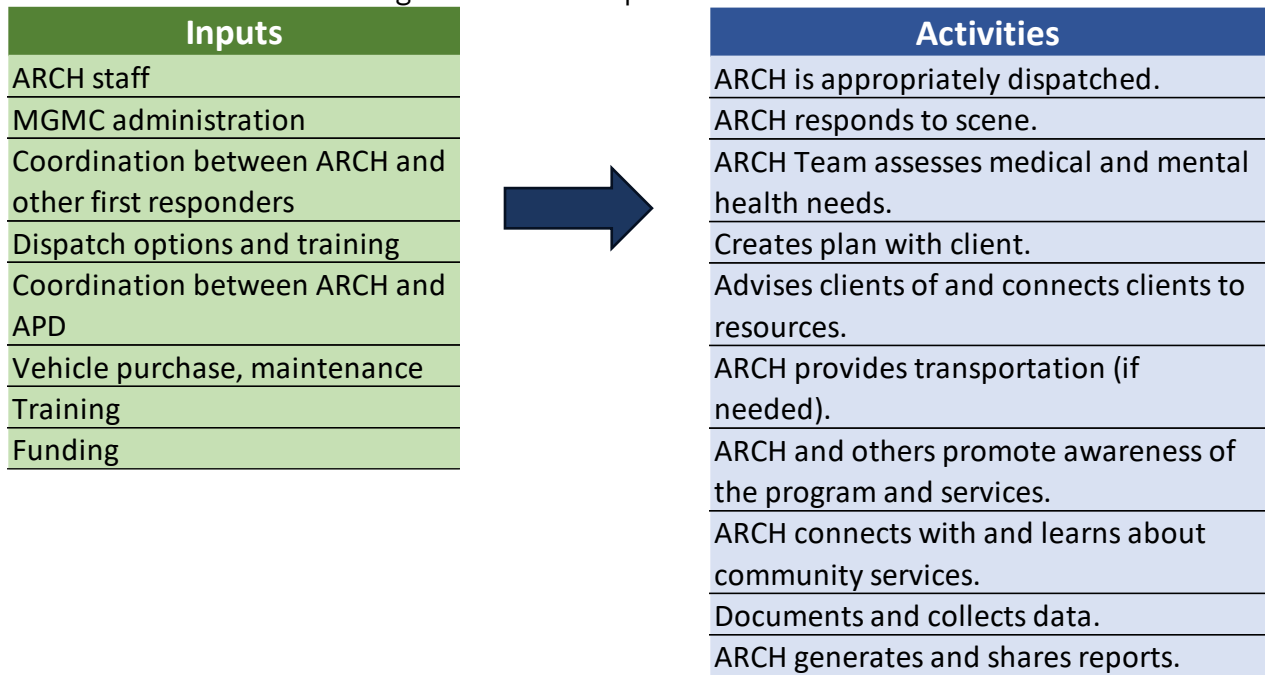 Inputs
ARCH staff
MGMC administration
Coordination between ARCH and
other first responders
Dispatch options and training
Coordination between ARCH and
APD
Vehicle purchase, maintenance
Training
Funding
Activities
ARCH is appropriately dispatched.
ARCH responds to scene.
ARCH Team assesses medical and mental
health needs.
Creates plan with client.
Advises clients of and connects clients to
resources.
ARCH provides transportation (if
needed).
ARCH and others promote awareness of
the program and services.
ARCH connects with and learns about
community services.
Documents and collects data.
ARCH generates and shares reports.